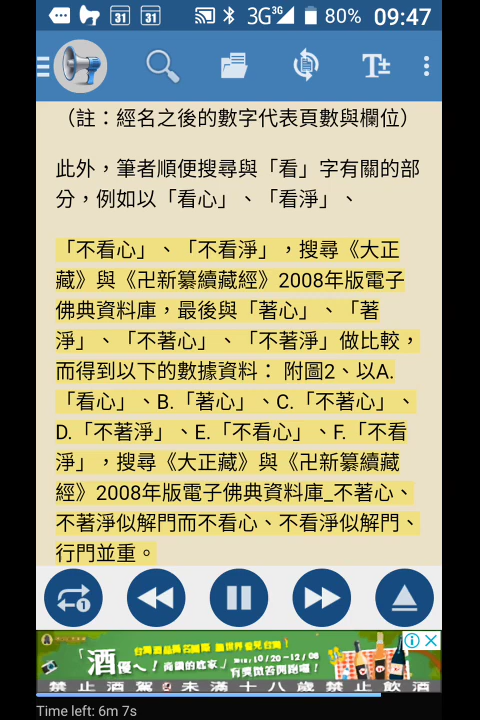 31 31 3G 3G 80% 09:47
T±
（註：經名之後的數字代表頁數與欄位）
此外，筆者順便搜尋與「看」字有關的部
分，例如以「看心」、「看淨」、
「不看心」、「不看淨」，搜尋《大正
藏》與《卍新纂續藏經》2008年版電子
佛典資料庫，最後與「著心」、「著
淨」、「不著心」、「不著淨」做比較，
而得到以下的數據資料： 附圖2、以A.
「看心」、B.「著心」、C.「不著心」、
D.「不著淨」、E.「不看心」、F.「不看
淨」，搜尋《大正藏》與《卍新纂續藏
經》2008年版電子佛典資料庫_不著心、
不著淨似解門而不看心、不看淨似解門、
行門並重。
1
「酒優~！
10/20-12/08
禁止酒駕 未滿十八歲禁止飲酒
Time left: 6m 7s